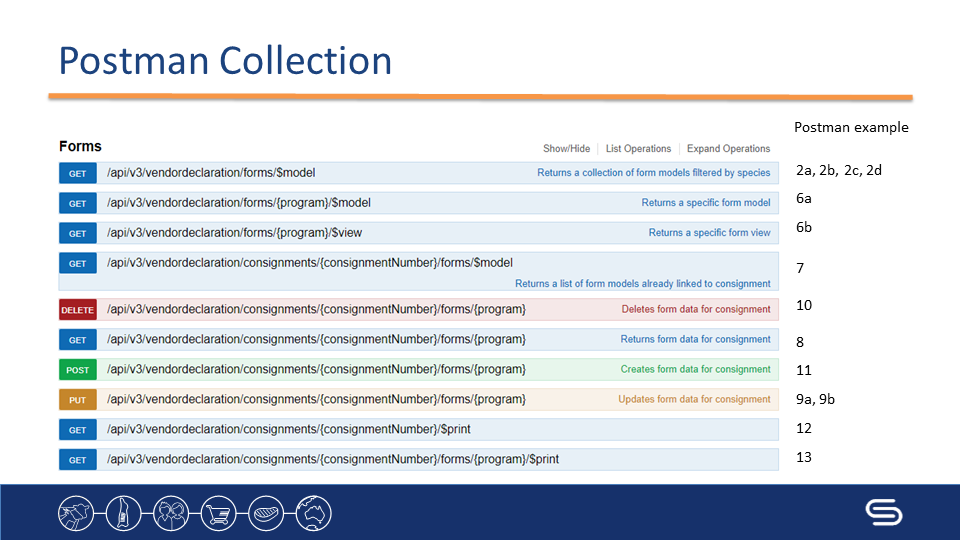 Postman Collection
Postman example
Forms
Show/Hide List Operations Expand Operations
GET /api/v3/vendordeclaration/forms/$model Returns a collection of form models filtered by species 2a, 2b, 2c, 2d
GET /api/v3/vendordeclaration/forms/{program}/$model Returns a specific form model 6a
GET /api/v3/vendordeclaration/forms/{program}/$view Returns a specific form view 6b
GET /api/v3/vendordeclaration/consignments/{consignmentNumber}/forms/$model
Returns a list of form models already linked to consignment 7
DELETE /api/v3/vendordeclaration/consignments/{consignmentNumber}/forms/{program} Deletes form data for consignment 10
GET /api/v3/vendordeclaration/consignments/{consignmentNumber}/forms/{program} Returns form data for consignment 8
POST /api/v3/vendordeclaration/consignments/{consignmentNumber}/forms/{program} Creates form data for consignment 11
PUT /api/v3/vendordeclaration/consignments/{consignmentNumber}/forms/{program} Updates form data for consignment 9a, 9b
GET /api/v3/vendordeclaration/consignments/{consignmentNumber}/$print 12
GET /api/v3/vendordeclaration/consignments/{consignmentNumber}/forms/{program}/$print 13